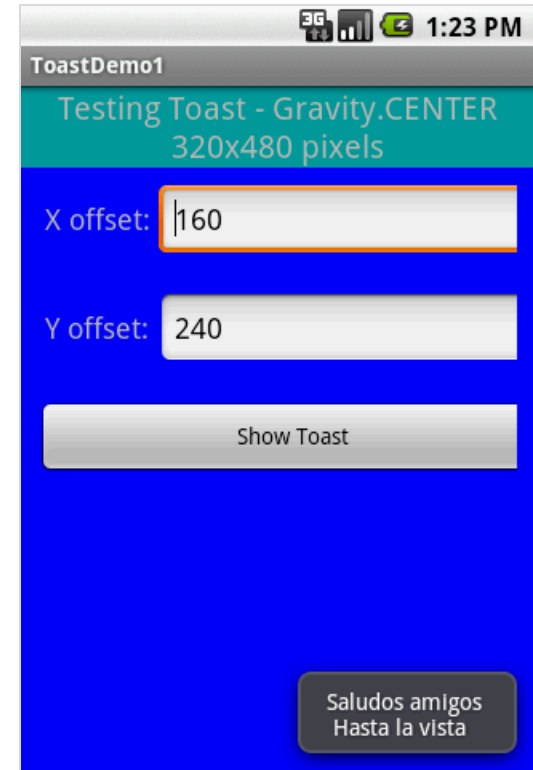 3G 1:23 PM
ToastDemo1
Testing Toast - Gravity.CENTER
320x480 pixels
X offset: 160
Y offset: 240
Show Toast
Saludos amigos
Hasta la vista